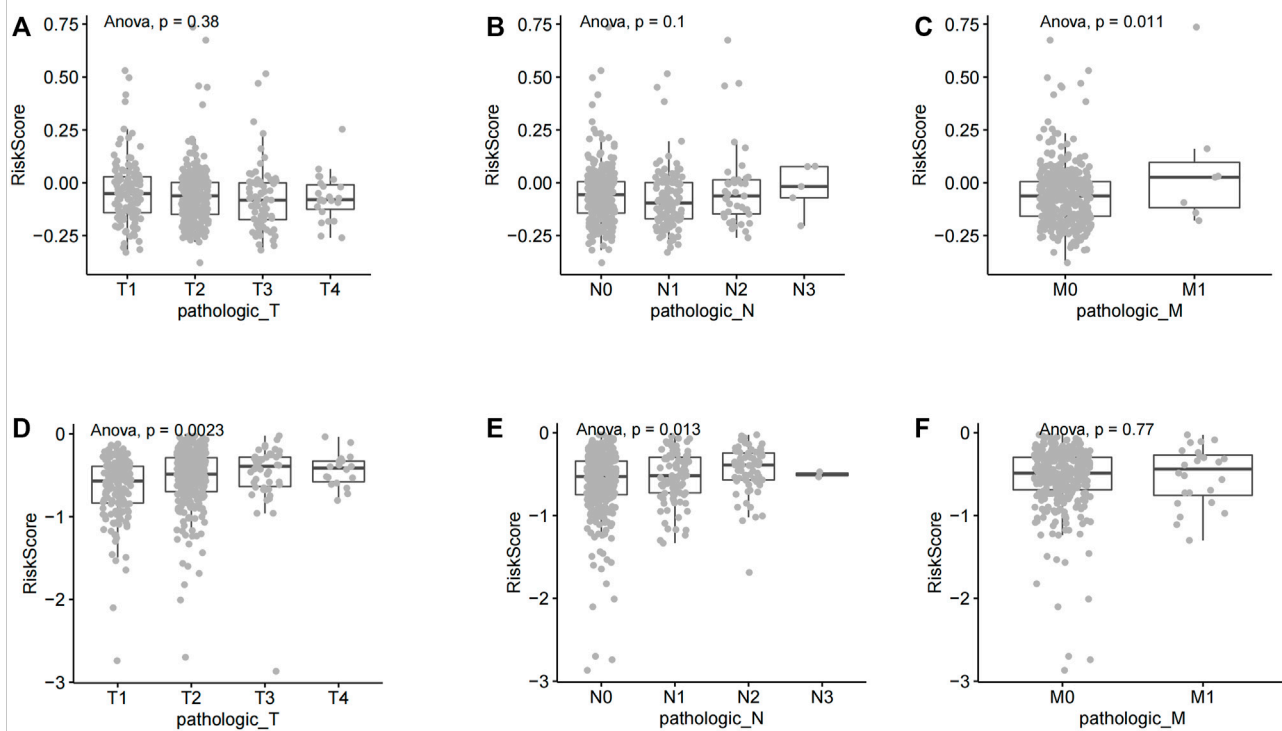 A
Anova, p = 0.38
0.75
0.50
0.25
0.00
−0.25
RiskScore
T1 T2 T3 T4
pathologic_T
B
Anova, p = 0.1
0.75
0.50
0.25
0.00
−0.25
RiskScore
N0 N1 N2 N3
pathologic_N
C
Anova, p = 0.011
0.75
0.50
0.25
0.00
−0.25
RiskScore
M0 M1
pathologic_M
D
Anova, p = 0.0023
0
−1
−2
−3
RiskScore
T1 T2 T3 T4
pathologic_T
E
Anova, p = 0.013
0
−1
−2
−3
RiskScore
N0 N1 N2 N3
pathologic_N
F
Anova, p = 0.77
0
−1
−2
−3
RiskScore
M0 M1
pathologic_M